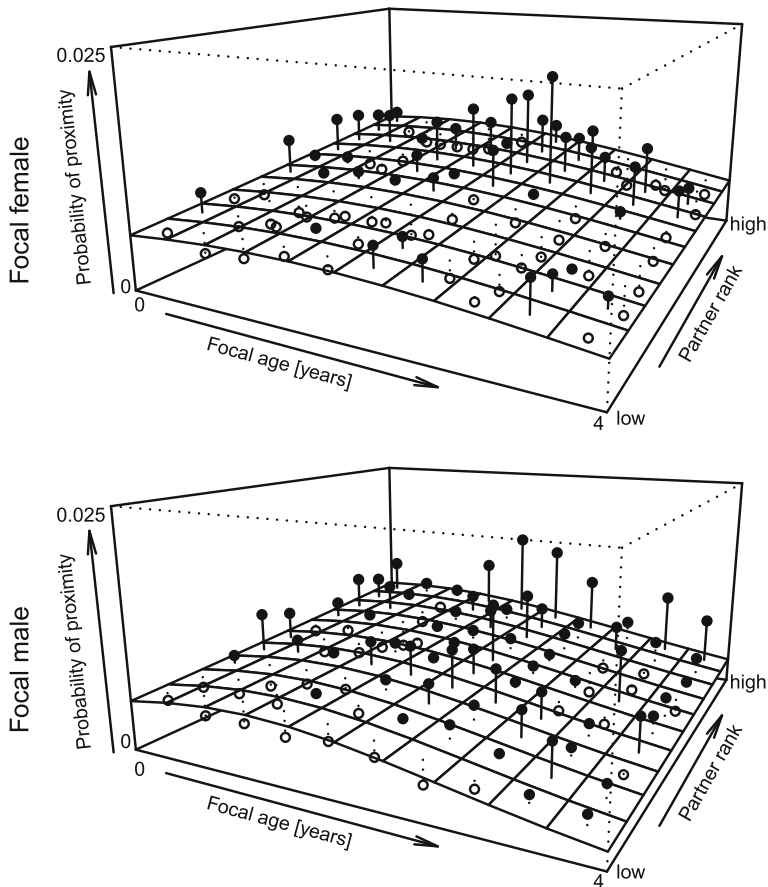 Focal female
0.025
Probability of proximity
0
0
Focal age [years]
4
low
Partner rank
high
Focal male
0.025
Probability of proximity
0
0
Focal age [years]
4
low
Partner rank
high